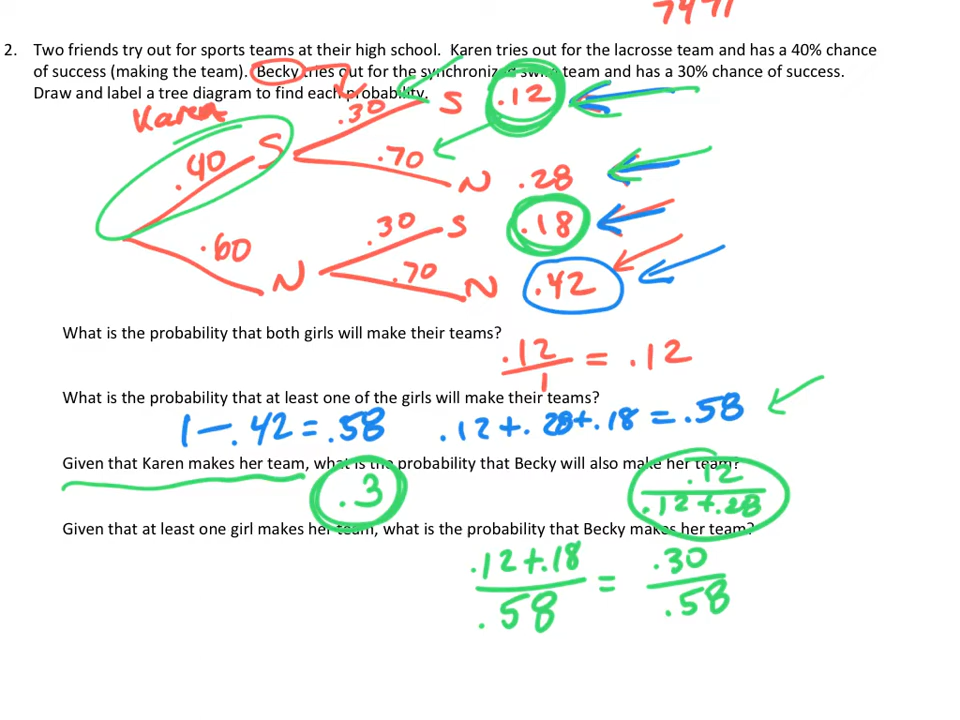 7471
2. Two friends try out for sports teams at their high school. Karen tries out for the lacrosse team and has a 40% chance
of success (making the team). Becky tries out for the synchronized swim team and has a 30% chance of success.
Draw and label a tree diagram to find each probability.
Karen
.30 S .12
.40 S
.70 N .28
.30 S .18
.60 N
.70 N .42
What is the probability that both girls will make their teams?
.12/1 = .12
What is the probability that at least one of the girls will make their teams?
1 - .42 = .58 .12 + .28 + .18 = .58
Given that Karen makes her team, what is the probability that Becky will also make her team?
.3 .12/.12 + .28
Given that at least one girl makes her team, what is the probability that Becky makes her team?
.12 + .18/.58 = .30/.58